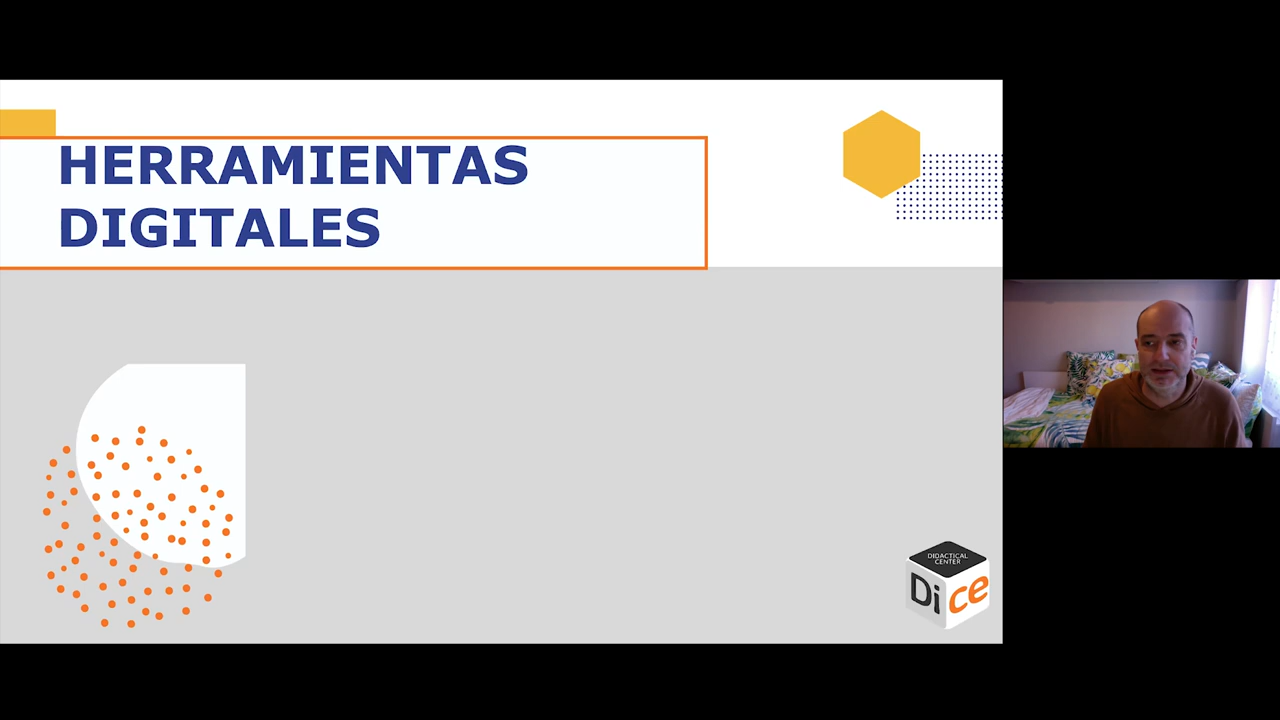 HERRAMIENTAS
DIGITALES
DIDACTICAL
CENTER
Dice